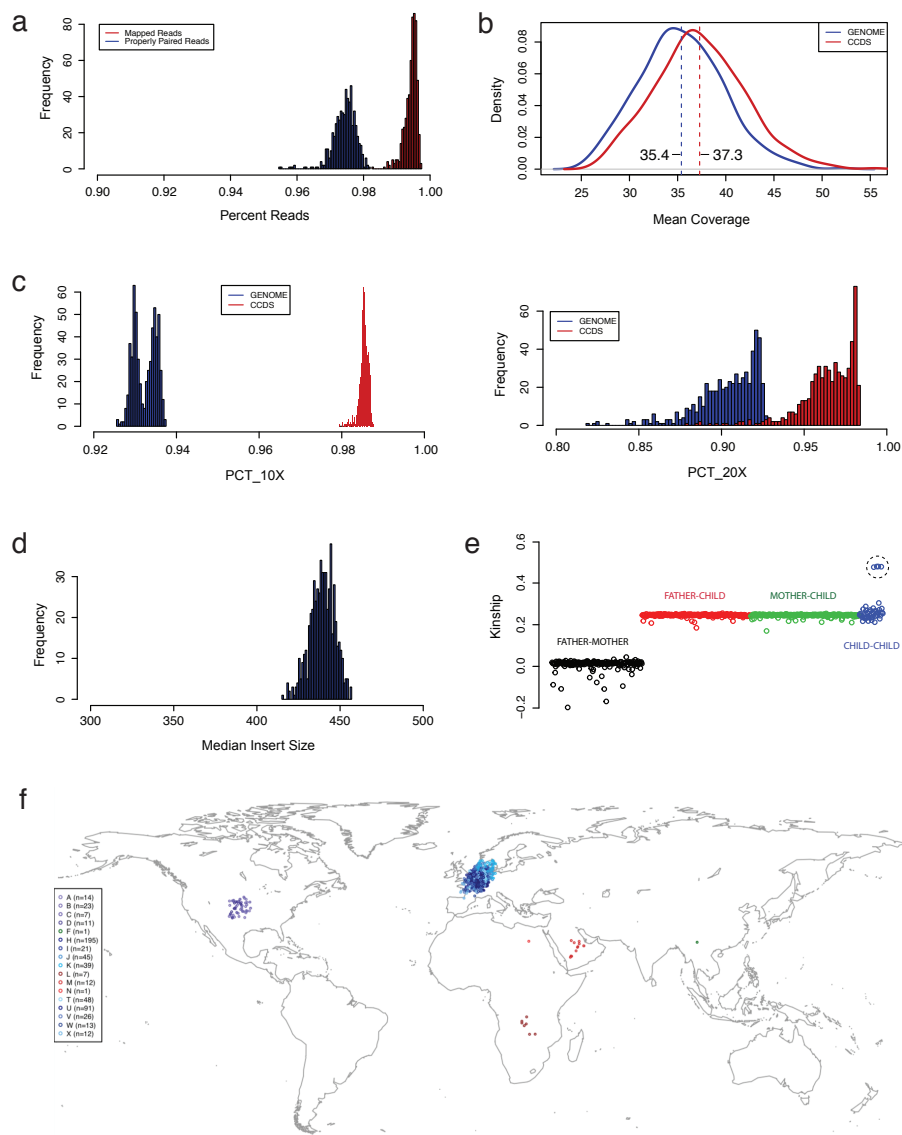 a
Frequency
80
60
40
20
0
Mapped Reads
Properly Paired Reads
0.90 0.92 0.94 0.96 0.98 1.00
Percent Reads
b
Density
0.08
0.06
0.04
0.02
0.00
GENOME
CCDS
35.4
37.3
25 30 35 40 45 50 55
Mean Coverage
c
Frequency
60
50
40
30
20
10
0
GENOME
CCDS
0.92 0.94 0.96 0.98 1.00
PCT_10X
Frequency
60
40
20
0
GENOME
CCDS
0.80 0.85 0.90 0.95 1.00
PCT_20X
d
Frequency
30
20
10
0
300 350 400 450 500
Median Insert Size
e
Kinship
0.6
0.4
0.2
0.0
−0.2
FATHER-MOTHER
FATHER-CHILD
MOTHER-CHILD
CHILD-CHILD
f
A (n=14)
B (n=23)
C (n=7)
D (n=11)
F (n=1)
H (n=195)
I (n=21)
J (n=45)
K (n=39)
L (n=7)
M (n=12)
N (n=1)
T (n=48)
U (n=91)
V (n=26)
W (n=13)
X (n=12)